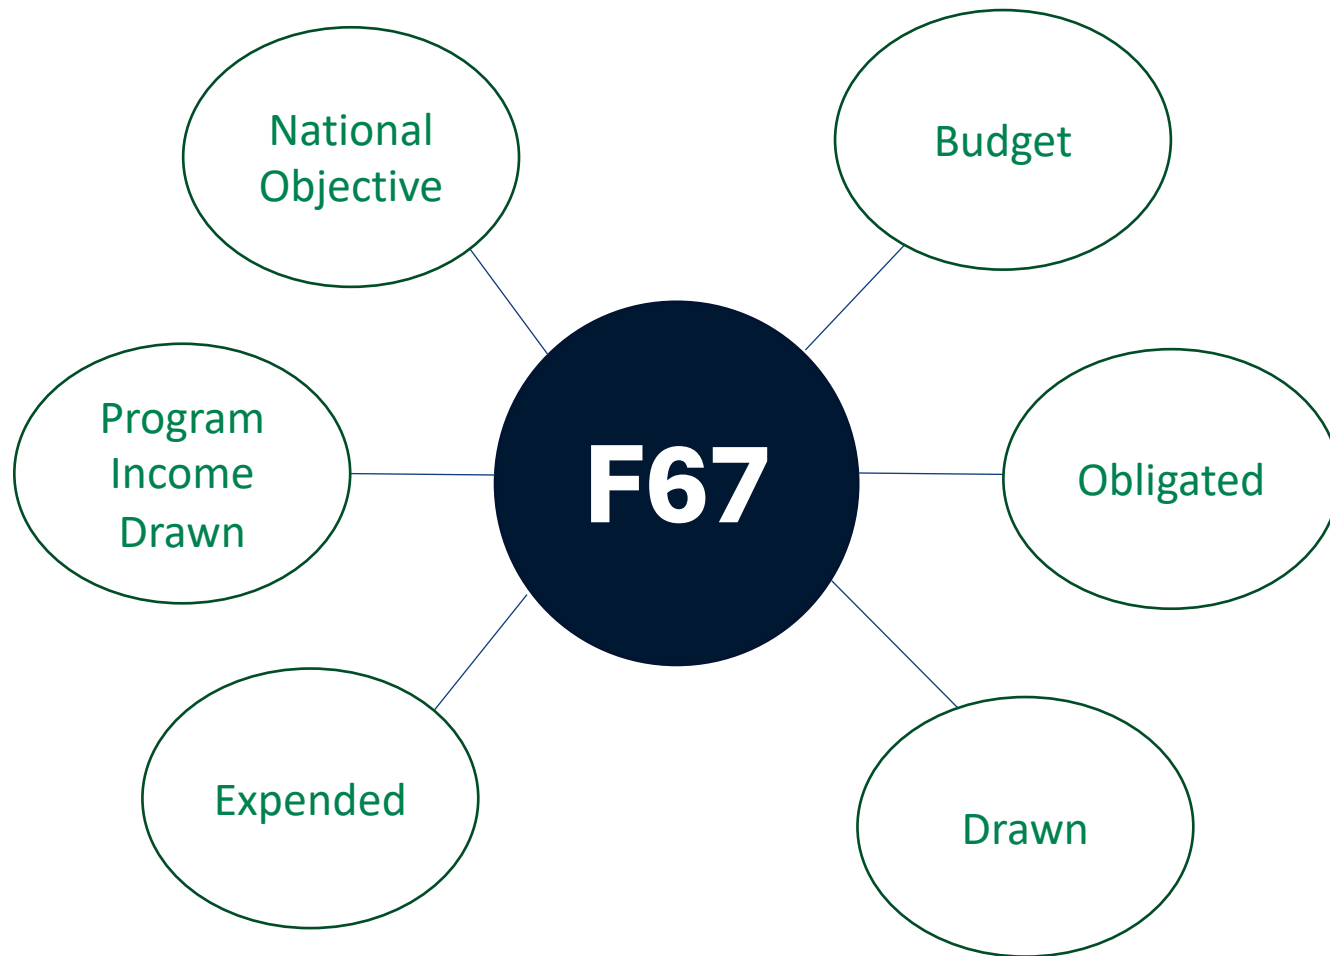 National
Objective
Budget
Program
Income
Drawn
F67
Obligated
Expended
Drawn